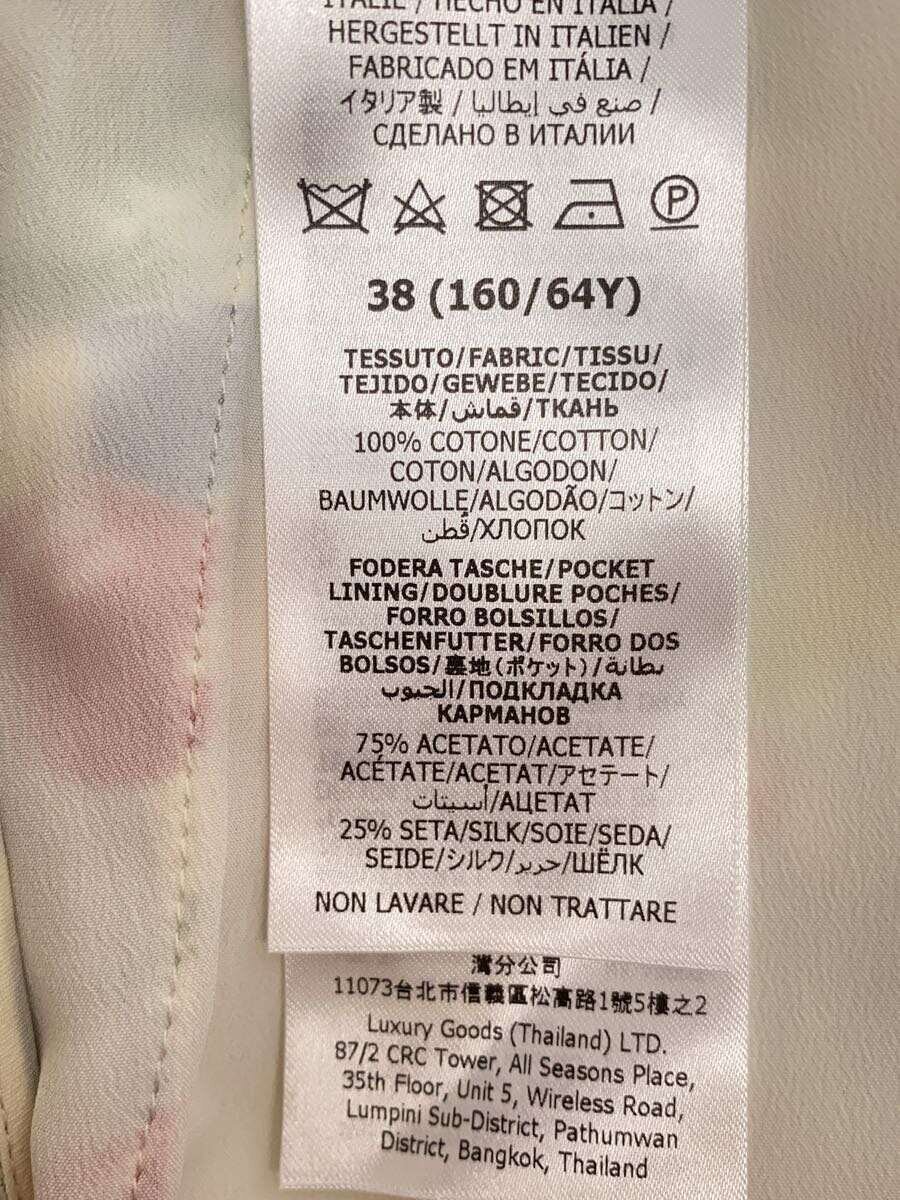 ITALIE / HECHO EN ITALIA /
HERGESTELLT IN ITALIEN /
FABRICADO EM ITÁLIA /
イタリア製 / صنع في إيطاليا /
СДЕЛАНО В ИТАЛИИ
P
38 (160/64Y)
TESSUTO/FABRIC/TISSU/
TEJIDO/GEWEBE/TECIDO/
本体/قماش/ТКАНЬ
100% COTONE/COTTON/
COTON/ALGODON/
BAUMWOLLE/ALGODÃO/コットン/
قُطن/ХЛОПОК
FODERA TASCHE/POCKET
LINING/DOUBLURE POCHES/
FORRO BOLSILLOS/
TASCHENFUTTER/FORRO DOS
BOLSOS/裏地(ポケット)/بطانة
الجيوب/ПОДКЛАДКА
КАРМАНОВ
75% ACETATO/ACETATE/
ACÉTATE/ACETAT/アセテート/
أسيتات/АЦЕТАТ
25% SETA/SILK/SOIE/SEDA/
SEIDE/シルク/حرير/ШЁЛК
NON LAVARE / NON TRATTARE
灣分公司
11073台北市信義區松高路1號5樓之2
Luxury Goods (Thailand) LTD.
87/2 CRC Tower, All Seasons Place,
35th Floor, Unit 5, Wireless Road,
Lumpini Sub-District, Pathumwan
District, Bangkok, Thailand